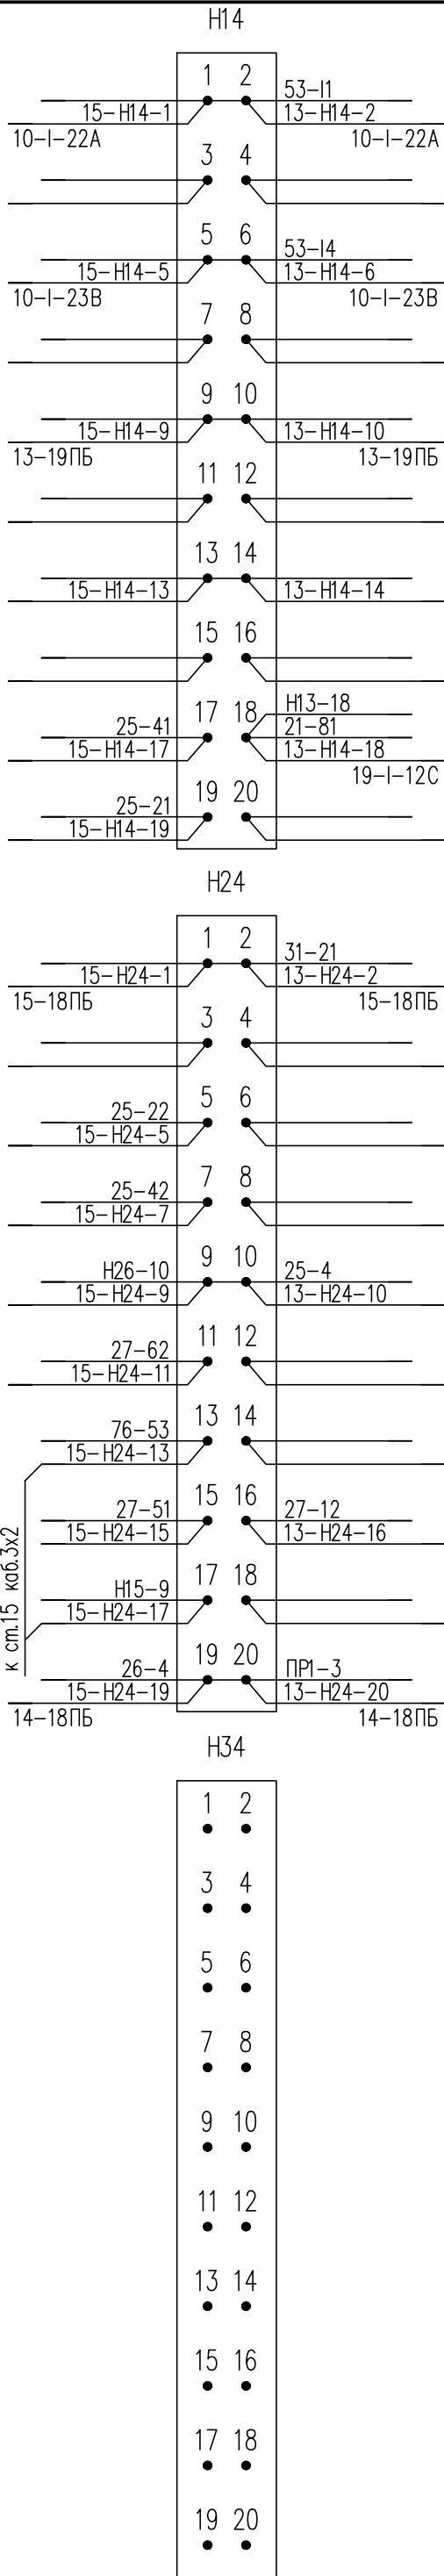 Н14
1 2
53-I1
15-Н14-1 13-Н14-2
10-I-22А 10-I-22А
3 4
5 6
53-I4
15-Н14-5 13-Н14-6
10-I-23В 10-I-23В
7 8
9 10
15-Н14-9 13-Н14-10
13-19ПБ 13-19ПБ
11 12
13 14
15-Н14-13 13-Н14-14
15 16
Н13-18
17 18
25-41 21-81
15-Н14-17 13-Н14-18
19-I-12С
19 20
25-21
15-Н14-19
Н24
1 2
31-21
15-Н24-1 13-Н24-2
15-18ПБ 15-18ПБ
3 4
5 6
25-22
15-Н24-5
7 8
25-42
15-Н24-7
9 10
Н26-10 25-4
15-Н24-9 13-Н24-10
11 12
27-62
15-Н24-11
13 14
76-53
15-Н24-13
15 16
27-51 27-12
15-Н24-15 13-Н24-16
к ст.15 каб.3х2
17 18
Н15-9
15-Н24-17
19 20
26-4 ПР1-3
15-Н24-19 13-Н24-20
14-18ПБ 14-18ПБ
Н34
1 2
3 4
5 6
7 8
9 10
11 12
13 14
15 16
17 18
19 20